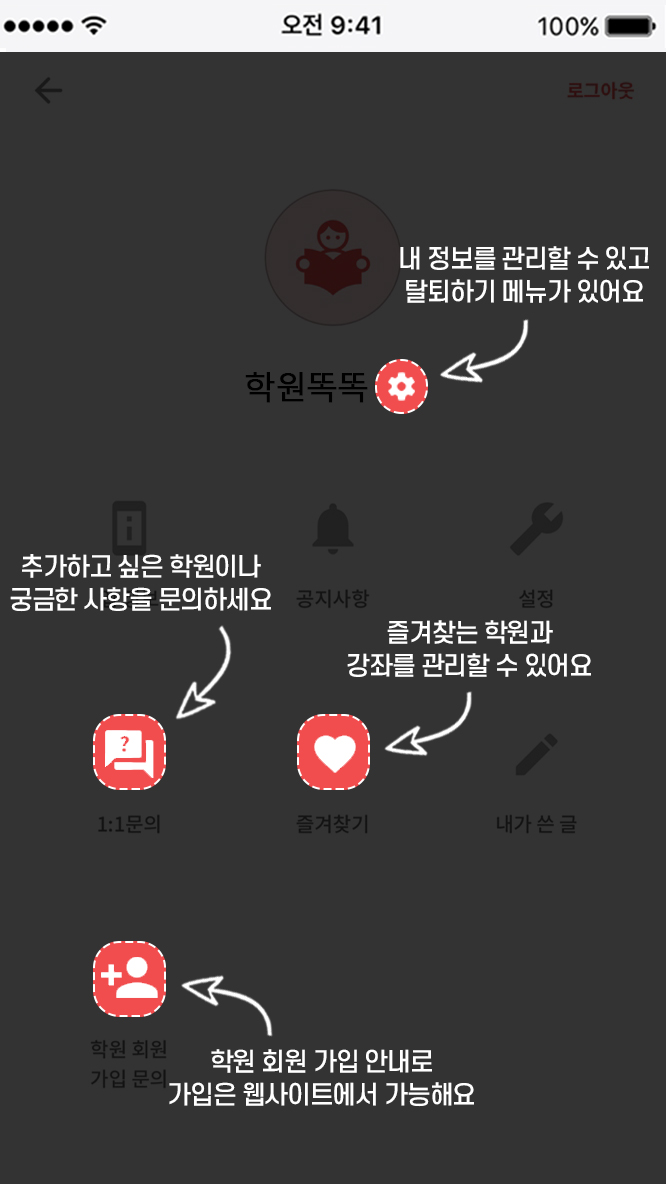 오전 9:41
100%
로그아웃
내 정보를 관리할 수 있고
탈퇴하기 메뉴가 있어요
학원똑똑
추가하고 싶은 학원이나
궁금한 사항을 문의하세요
공지사항
설정
즐겨찾는 학원과
강좌를 관리할 수 있어요
?
1:1문의
즐겨찾기
내가 쓴 글
학원 회원
가입 문의
학원 회원 가입 안내로
가입은 웹사이트에서 가능해요